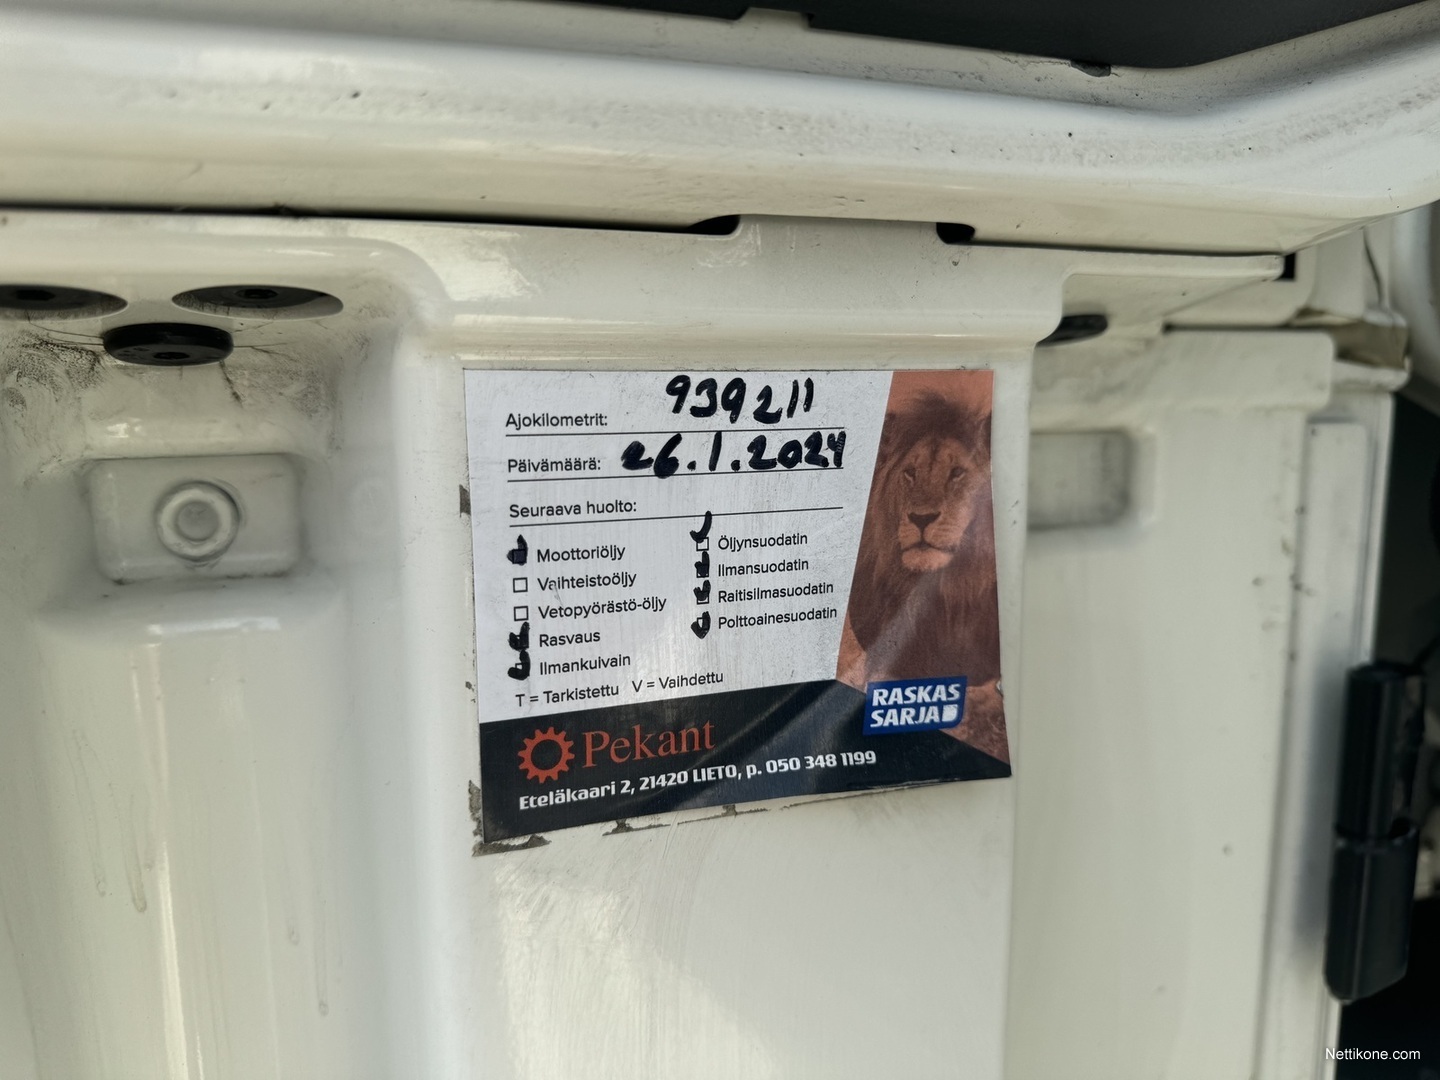 Ajokilometrit: 939211
Päivämäärä: 26.1.2024
Seuraava huolto:
Moottoriöljy
Vaihteistoöljy
Vetopyörästö-öljy
Rasvaus
Ilmankuivain
Öljynsuodatin
Ilmansuodatin
Raitisilmasuodatin
Polttoainesuodatin
T = Tarkistettu V = Vaihdettu
RASKAS
SARJA
Pekant
Eteläkaari 2, 21420 LIETO, p. 050 348 1199
Nettikone.com